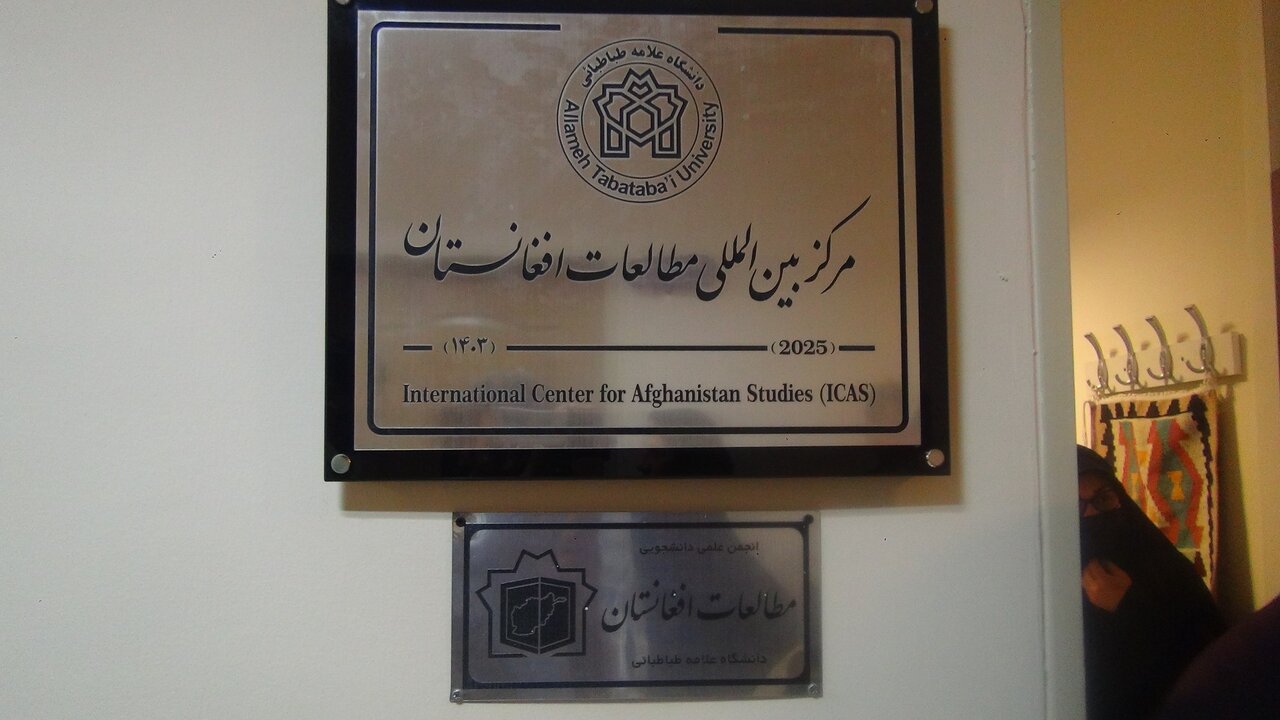 دانشگاه علامه طباطبائی
Allameh Tabataba'i University
مرکز بین‌المللی مطالعات افغانستان
(۱۴۰۳) (2025)
International Center for Afghanistan Studies (ICAS)
انجمن علمی دانشجویی
مطالعات افغانستان
دانشگاه علامه طباطبائی